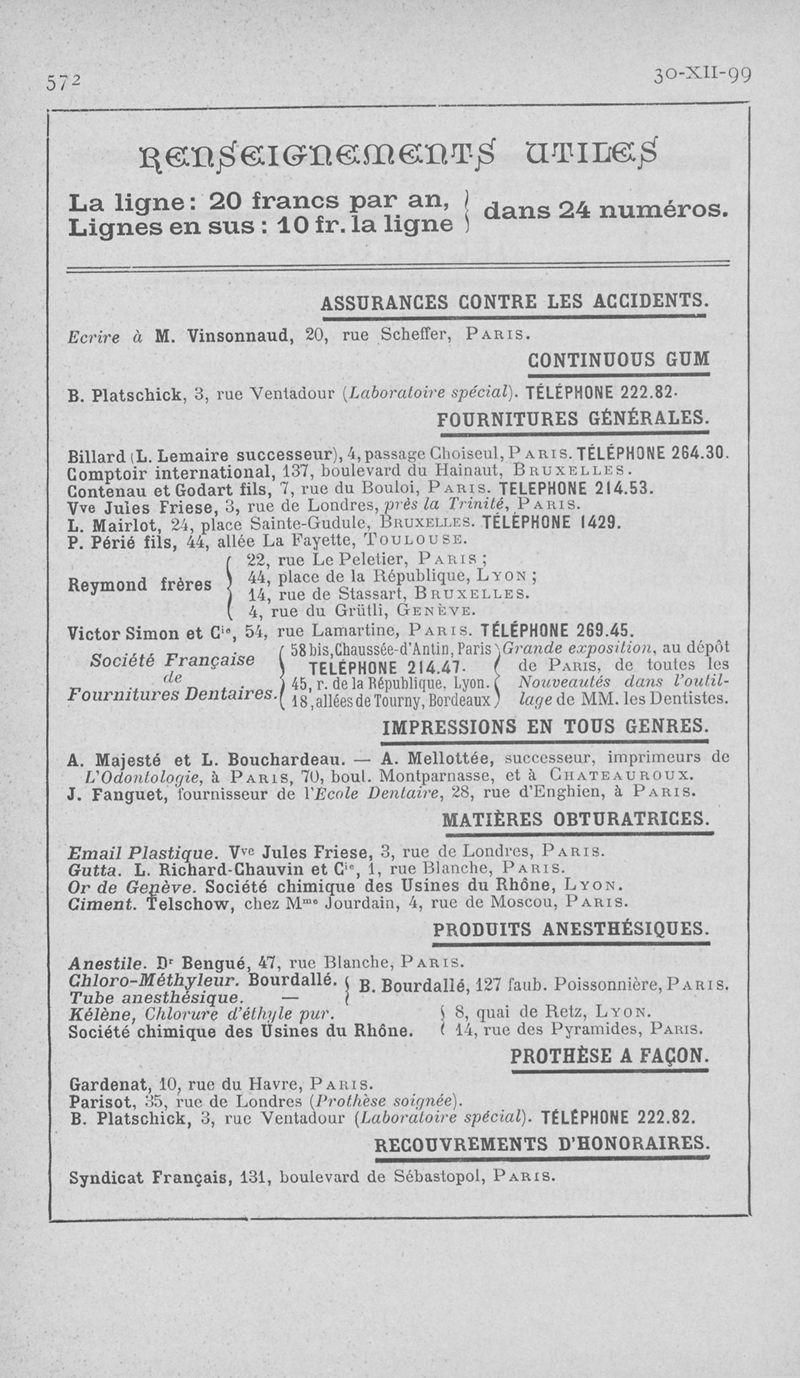 572
30-XII-99
RENSEIGNEMENTS UTILES
La ligne : 20 francs par an, } dans 24 numéros.
Lignes en sus : 10 fr. la ligne
ASSURANCES CONTRE LES ACCIDENTS.
Ecrire à M. Vinsonnaud, 20, rue Scheffer, PARIS.
CONTINUOUS GUM
B. Platschick, 3, rue Ventadour (Laboratoire spécial). TÉLÉPHONE 222.82.
FOURNITURES GÉNÉRALES.
Billard (L. Lemaire successeur), 4, passage Choiseul, PARIS. TÉLÉPHONE 264.30.
Comptoir international, 137, boulevard du Hainaut, BRUXELLES.
Contenau et Godart fils, 7, rue du Bouloi, PARIS. TELEPHONE 214.53.
Vve Jules Friese, 3, rue de Londres, près la Trinité, PARIS.
L. Mairlot, 24, place Sainte-Gudule, BRUXELLES. TÉLÉPHONE 1429.
P. Périé fils, 44, allée La Fayette, TOULOUSE.
Reymond frères { 22, rue Le Peletier, PARIS ;
44, place de la République, LYON ;
14, rue de Stassart, BRUXELLES.
4, rue du Grütli, GENÈVE.
Victor Simon et Cie, 54, rue Lamartine, PARIS. TÉLÉPHONE 269.45.
Société Française de Fournitures Dentaires. { 58 bis, Chaussée-d'Antin, Paris
TELÉPHONE 214.47.
45, r. de la République, Lyon.
18, allées de Tourny, Bordeaux }
Grande exposition, au dépôt
de PARIS, de toutes les
Nouveautés dans l'outil-
lage de MM. les Dentistes.
IMPRESSIONS EN TOUS GENRES.
A. Majesté et L. Bouchardeau. — A. Mellottée, successeur, imprimeurs de
L'Odontologie, à PARIS, 70, boul. Montparnasse, et à CHATEAUROUX.
J. Fanguet, fournisseur de l'Ecole Dentaire, 28, rue d'Enghien, à PARIS.
MATIÈRES OBTURATRICES.
Email Plastique. Vve Jules Friese, 3, rue de Londres, PARIS.
Gutta. L. Richard-Chauvin et Cie, 1, rue Blanche, PARIS.
Or de Genève. Société chimique des Usines du Rhône, LYON.
Ciment. Telschow, chez Mme Jourdain, 4, rue de Moscou, PARIS.
PRODUITS ANESTHÉSIQUES.
Anestile. Dr Bengué, 47, rue Blanche, PARIS.
Chloro-Méthyleur. Bourdallé. { B. Bourdallé, 127 faub. Poissonnière, PARIS.
Tube anesthésique. —
Kélène, Chlorure d'éthyle pur. { 8, quai de Retz, LYON.
Société chimique des Usines du Rhône. { 14, rue des Pyramides, PARIS.
PROTHÈSE A FAÇON.
Gardenat, 10, rue du Havre, PARIS.
Parisot, 35, rue de Londres (Prothèse soignée).
B. Platschick, 3, rue Ventadour (Laboratoire spécial). TÉLÉPHONE 222.82.
RECOUVREMENTS D'HONORAIRES.
Syndicat Français, 131, boulevard de Sébastopol, PARIS.